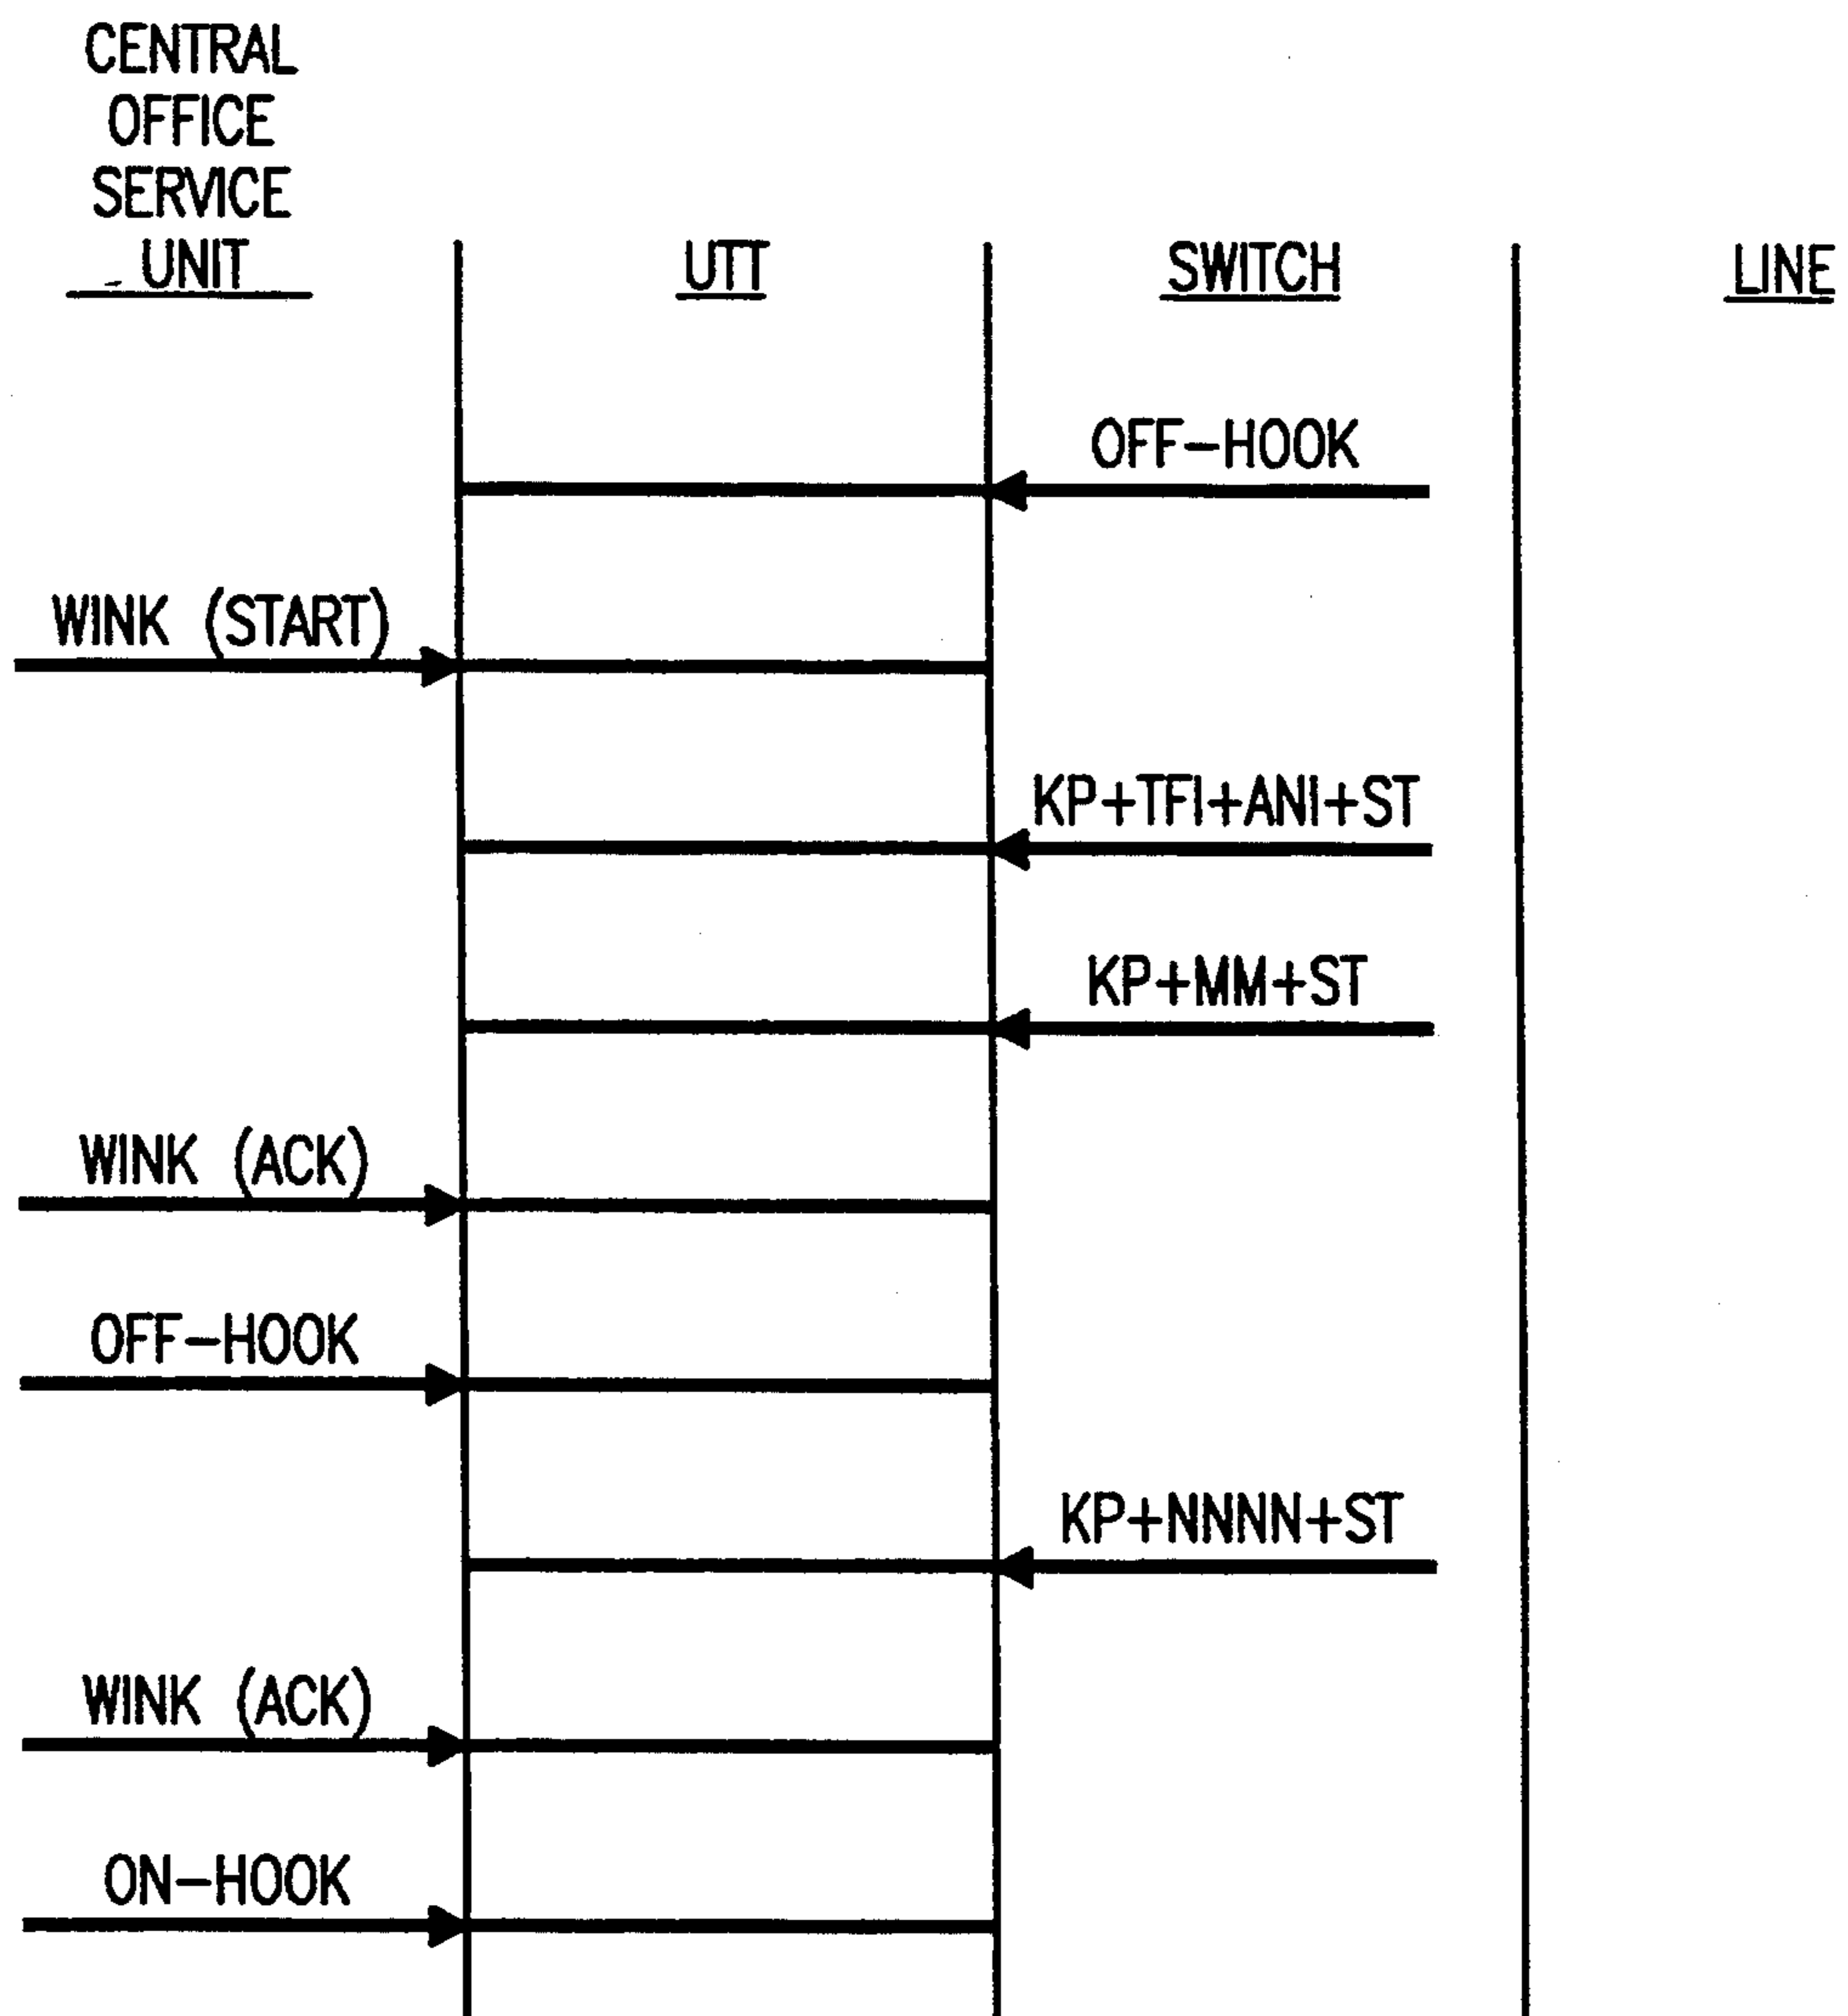 CENTRAL
OFFICE
SERVICE
UNIT
UTT
SWITCH
LINE
OFF-HOOK
WINK (START)
KP+TFI+ANI+ST
KP+MM+ST
WINK (ACK)
OFF-HOOK
KP+NNNN+ST
WINK (ACK)
ON-HOOK